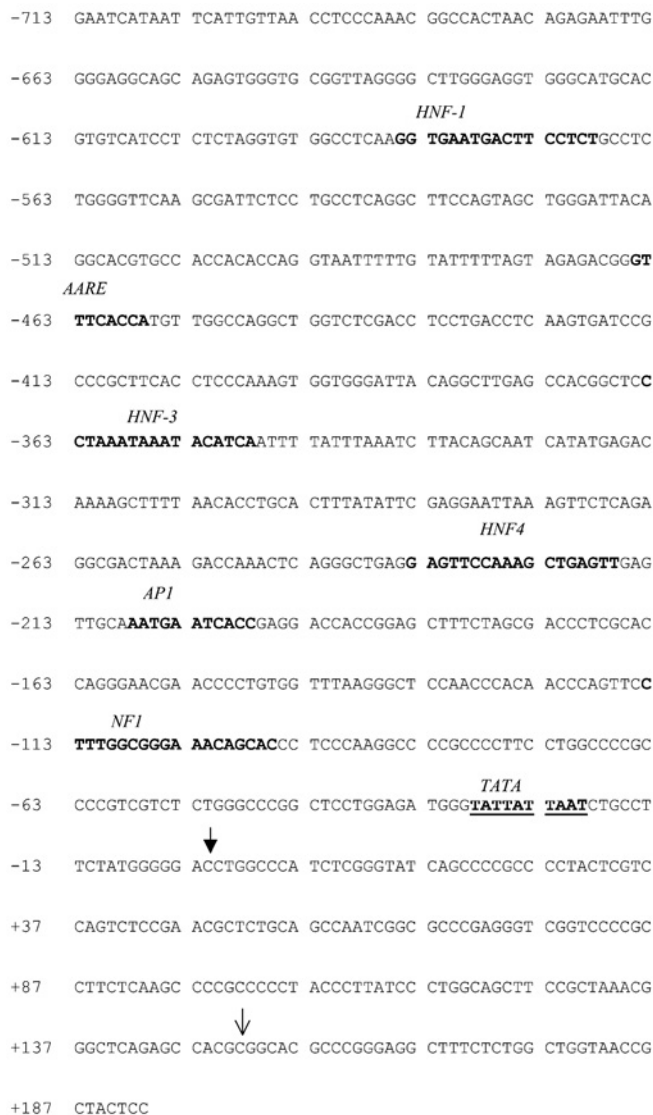 -713 GAATCATAAT TCATTGTTAA CCTCCCAAAC GGCCACTAAC AGAGAATTTG
-663 GGGAGGCAGC AGAGTGGGTG CGGTTAGGGG CTTGGGAGGT GGGCATGCAC
HNF-1
-613 GTGTCATCCT CTCTAGGTGT GGCCTCAAGG TGAATGACTT CCTCTGCCTC
-563 TGGGGTTCAA GCGATTCTCC TGCCTCAGGC TTCCAGTAGC TGGGATTACA
-513 GGCACGTGCC ACCACACCAG GTAATTTTTG TATTTTTAGT AGAGACGGGT
AARE
-463 TTCACCATGT TGGCCAGGCT GGTCTCGACC TCCTGACCTC AAGTGATCCG
-413 CCCGCTTCAC CTCCCAAAGT GGTGGGATTA CAGGCTTGAG CCACGGCTCC
HNF-3
-363 CTAAATAAAT ACATCAATTT TATTTAAATC TTACAGCAAT CATATGAGAC
-313 AAAAGCTTTT AACACCTGCA CTTTATATTC GAGGAATTAA AGTTCTCAGA
HNF4
-263 GGCGACTAAA GACCAAACTC AGGGCTGAGG GAGTTCCAAAG CTGAGTTGAG
AP1
-213 TTGCAAATGA ATCACCGAGG ACCACCGGAG CTTTCTAGCG ACCCTCGCAC
-163 CAGGGAACGA ACCCCTGTGG TTTAAGGGCT CCAACCCACA ACCCAGTTCC
NF1
-113 TTTGGCGGGA AACAGCACCC TCCCAAGGCC CCGCCCCTTC CTGGCCCCGC
TATA
-63 CCCGTCGTCT CTGGGCCCGG CTCCTGGAGA TGGGTATTAT TAATCTGCCT
-13 TCTATGGGGG ACCTGGCCCA TCTCGGGTAT CAGCCCCGCC CCTACTCGTC
+37 CAGTCTCCGA ACGCTCTGCA GCCAATCGGC GCCCGAGGGT CGGTCCCCGC
+87 CTTCTCAAGC CCCGCCCCCT ACCCTTATCC CTGGCAGCTT CCGCTAAACG
+137 GGCTCAGAGC CACGCGGCAC GCCCGGGAGG CTTTCTCTGG CTGGTAACCG
+187 CTACTCC